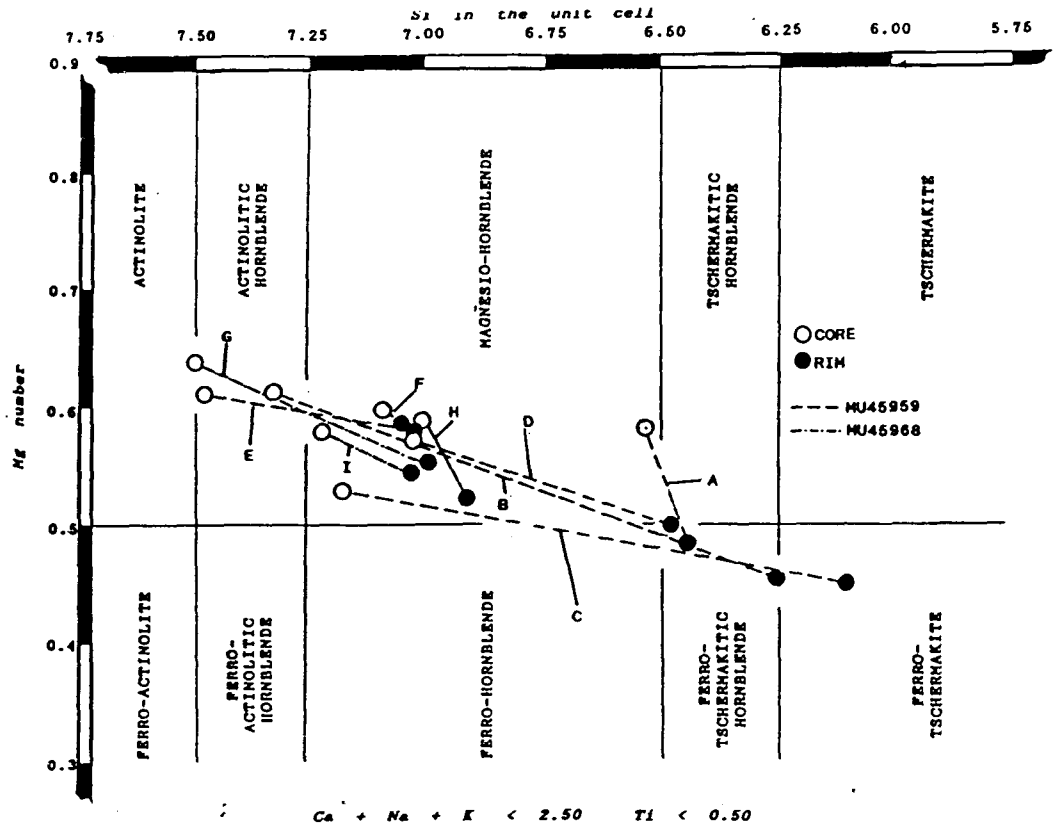 Si in the unit cell
7.75 7.50 7.25 7.00 6.75 6.50 6.25 6.00 5.75
0.9
0.8
0.7
0.6
0.5
0.4
0.3
Mg number
ACTINOLITE
ACTINOLITIC
HORNBLENDE
MAGNESIO-HORNBLENDE
TSCHERMAKITIC
HORNBLENDE
TSCHERMAKITE
CORE
RIM
MU45959
MU45968
G
F
H
E
I
D
B
A
C
FERRO-ACTINOLITE
FERRO-
ACTINOLITIC
HORNBLENDE
FERRO-HORNBLENDE
FERRO-
TSCHERMAKITIC
HORNBLENDE
FERRO-
TSCHERMAKITE
Ca + Na + K < 2.50 Ti < 0.50